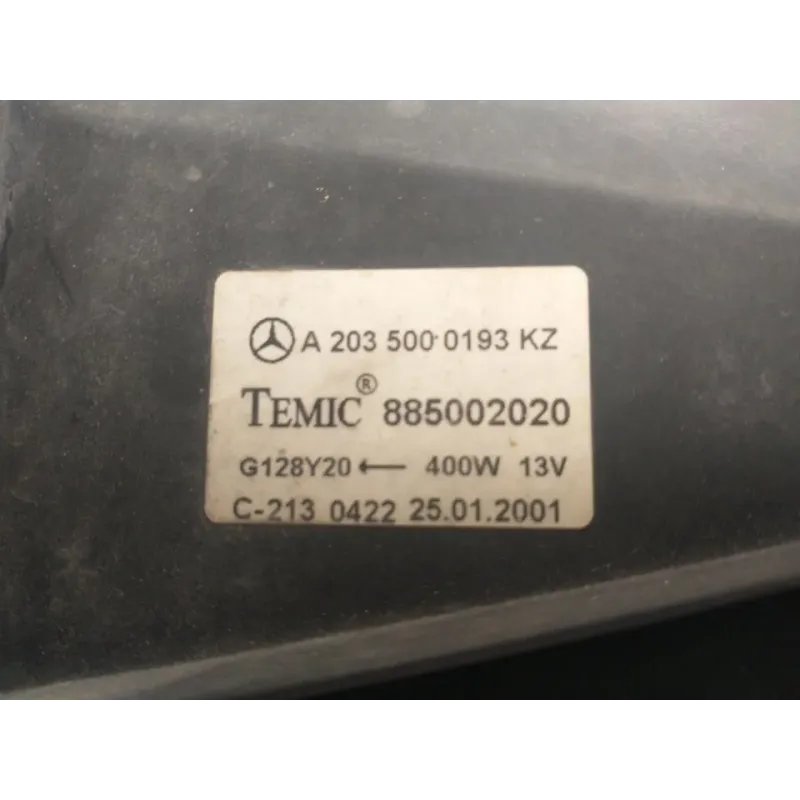 A 203 500 0193 KZ
TEMIC® 885002020
G128Y20 ← 400W 13V
C-213 0422 25.01.2001